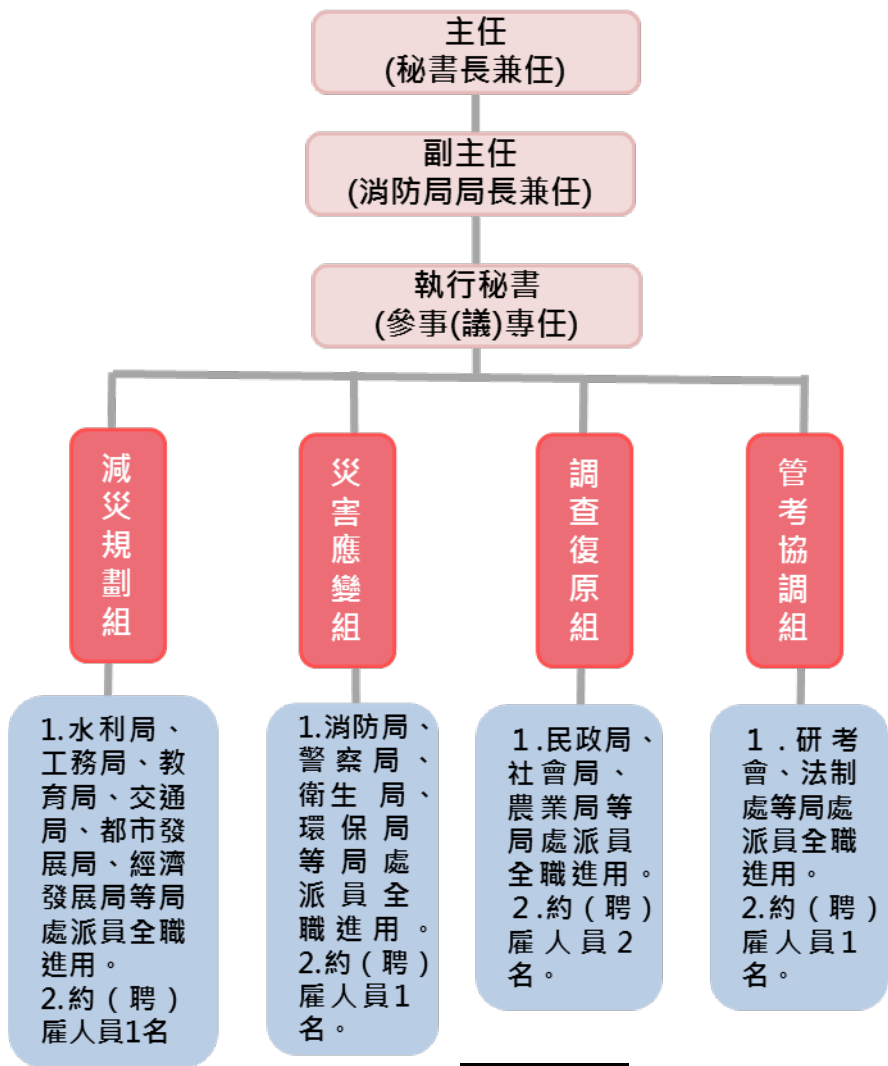 主任
(秘書長兼任)
副主任
(消防局局長兼任)
執行秘書
(參事(議)專任)
減災規劃組
災害應變組
調查復原組
管考協調組
1.水利局、
工務局、教
育局、交通
局、都市發
展局、經濟
發展局等局
處派員全職
進用。
2.約（聘）
雇人員1名
1.消防局、
警察局、
衛生局、
環保局
等局處
派員全
職進用。
2.約（聘）
雇人員1
名。
1.民政局、
社會局、
農業局等
局處派員
全職進用。
2.約（聘）
雇人員2
名。
1.研考
會、法制
處等局處
派員全職
進用。
2.約（聘）
雇人員1
名。